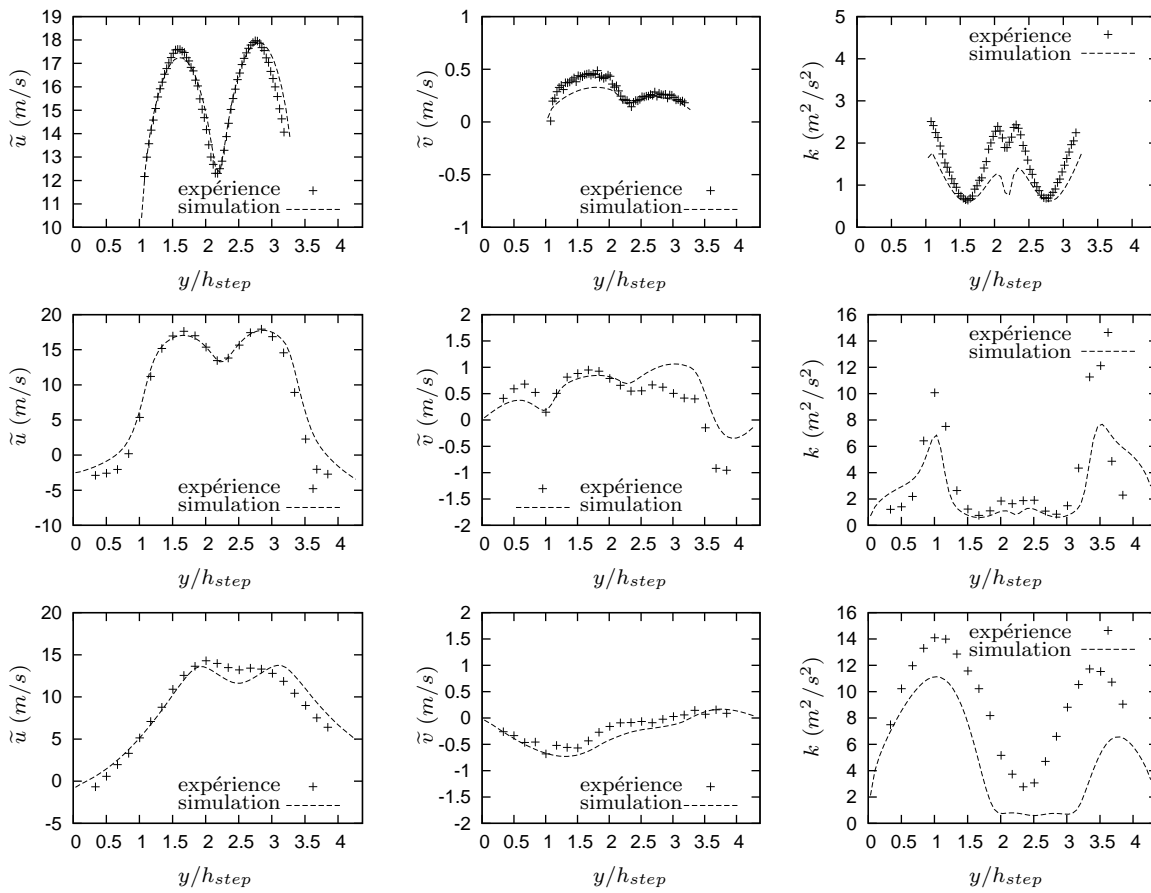 19
18
17
16
15
14
13
12
11
10
ũ (m/s)
expérience
simulation
0 0.5 1 1.5 2 2.5 3 3.5 4
y/h_step
1
0.5
0
-0.5
-1
ṽ (m/s)
expérience
simulation
0 0.5 1 1.5 2 2.5 3 3.5 4
y/h_step
5
4
3
2
1
0
k (m²/s²)
expérience
simulation
0 0.5 1 1.5 2 2.5 3 3.5 4
y/h_step
20
15
10
5
0
-5
-10
ũ (m/s)
expérience
simulation
0 0.5 1 1.5 2 2.5 3 3.5 4
y/h_step
2
1.5
1
0.5
0
-0.5
-1
-1.5
-2
ṽ (m/s)
expérience
simulation
0 0.5 1 1.5 2 2.5 3 3.5 4
y/h_step
16
14
12
10
8
6
4
2
0
k (m²/s²)
expérience
simulation
0 0.5 1 1.5 2 2.5 3 3.5 4
y/h_step
20
15
10
5
0
-5
ũ (m/s)
expérience
simulation
0 0.5 1 1.5 2 2.5 3 3.5 4
y/h_step
2
1.5
1
0.5
0
-0.5
-1
-1.5
-2
ṽ (m/s)
expérience
simulation
0 0.5 1 1.5 2 2.5 3 3.5 4
y/h_step
16
14
12
10
8
6
4
2
0
k (m²/s²)
expérience
simulation
0 0.5 1 1.5 2 2.5 3 3.5 4
y/h_step